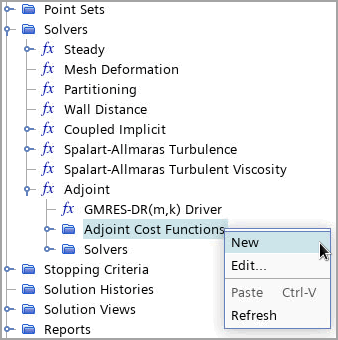 Point Sets
Solvers
fx Steady
fx Mesh Deformation
fx Partitioning
fx Wall Distance
fx Coupled Implicit
fx Spalart-Allmaras Turbulence
fx Spalart-Allmaras Turbulent Viscosity
fx Adjoint
fx GMRES-DR(m,k) Driver
Adjoint Cost Functions
New
Solvers
Edit...
Stopping Criteria
Solution Histories
Paste Ctrl-V
Solution Views
Refresh
Reports